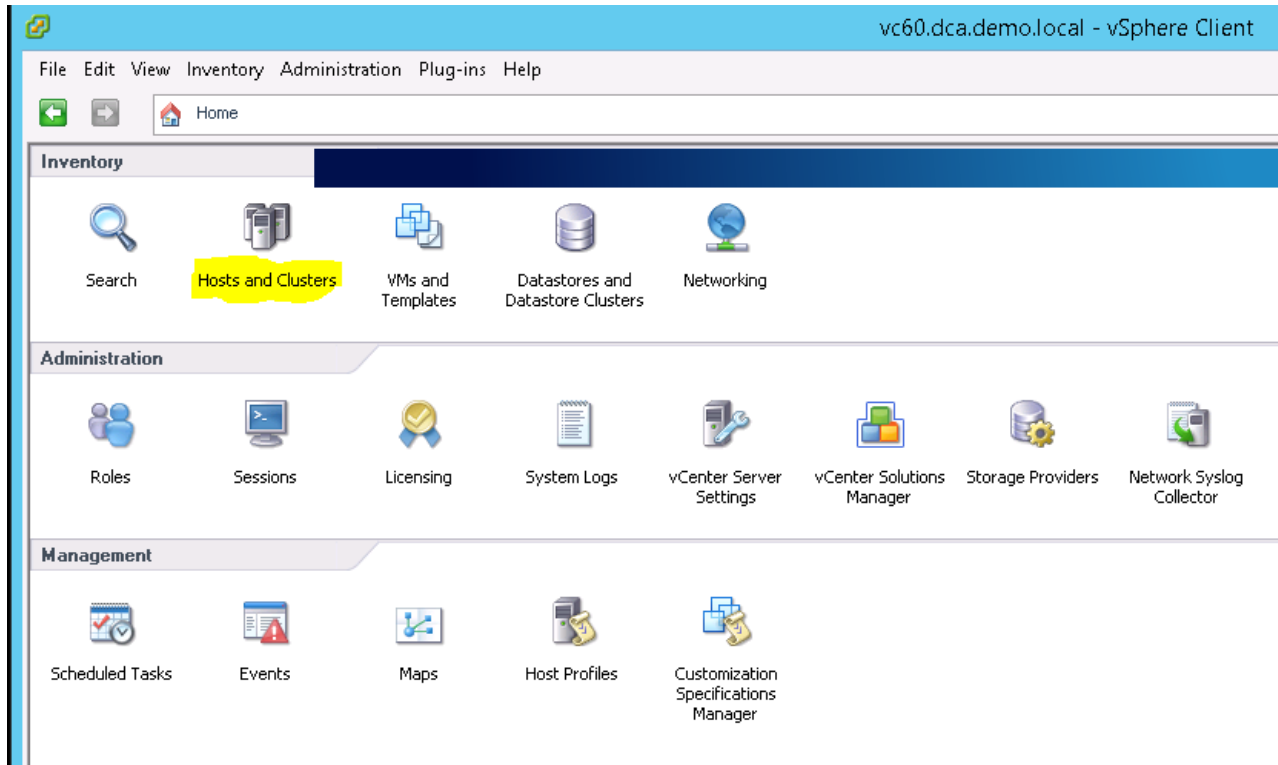 vc60.dca.demo.local - vSphere Client
File Edit View Inventory Administration Plug-ins Help
Home
Inventory
Search
Hosts and Clusters
VMs and
Templates
Datastores and
Datastore Clusters
Networking
Administration
Roles
Sessions
Licensing
System Logs
vCenter Server
Settings
vCenter Solutions
Manager
Storage Providers
Network Syslog
Collector
Management
Scheduled Tasks
Events
Maps
Host Profiles
Customization
Specifications
Manager